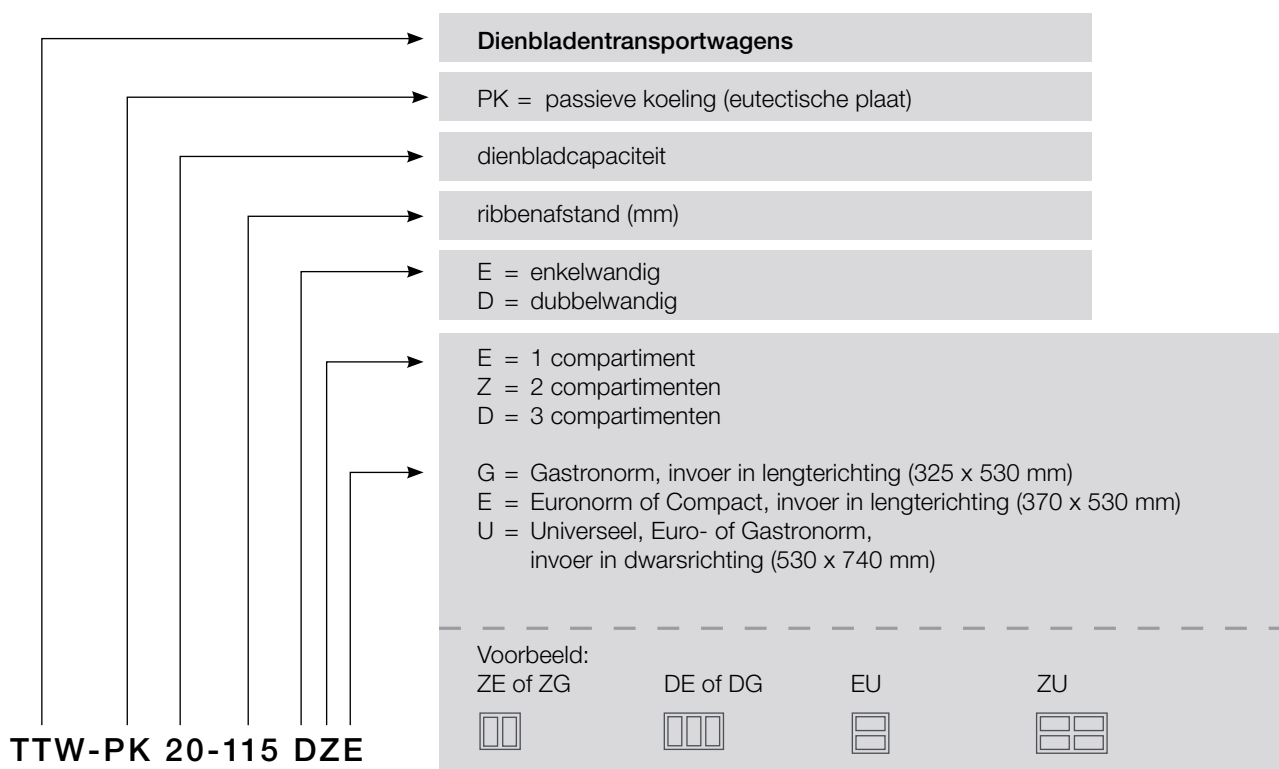 Dienbladentransportwagens
PK = passieve koeling (eutectische plaat)
dienbladcapaciteit
ribbenafstand (mm)
E = enkelwandig
D = dubbelwandig
E = 1 compartiment
Z = 2 compartimenten
D = 3 compartimenten
G = Gastronorm, invoer in lengterichting (325 x 530 mm)
E = Euronorm of Compact, invoer in lengterichting (370 x 530 mm)
U = Universeel, Euro- of Gastronorm,
invoer in dwarsrichting (530 x 740 mm)
Voorbeeld:
ZE of ZG DE of DG EU ZU
TTW-PK 20-115 DZE